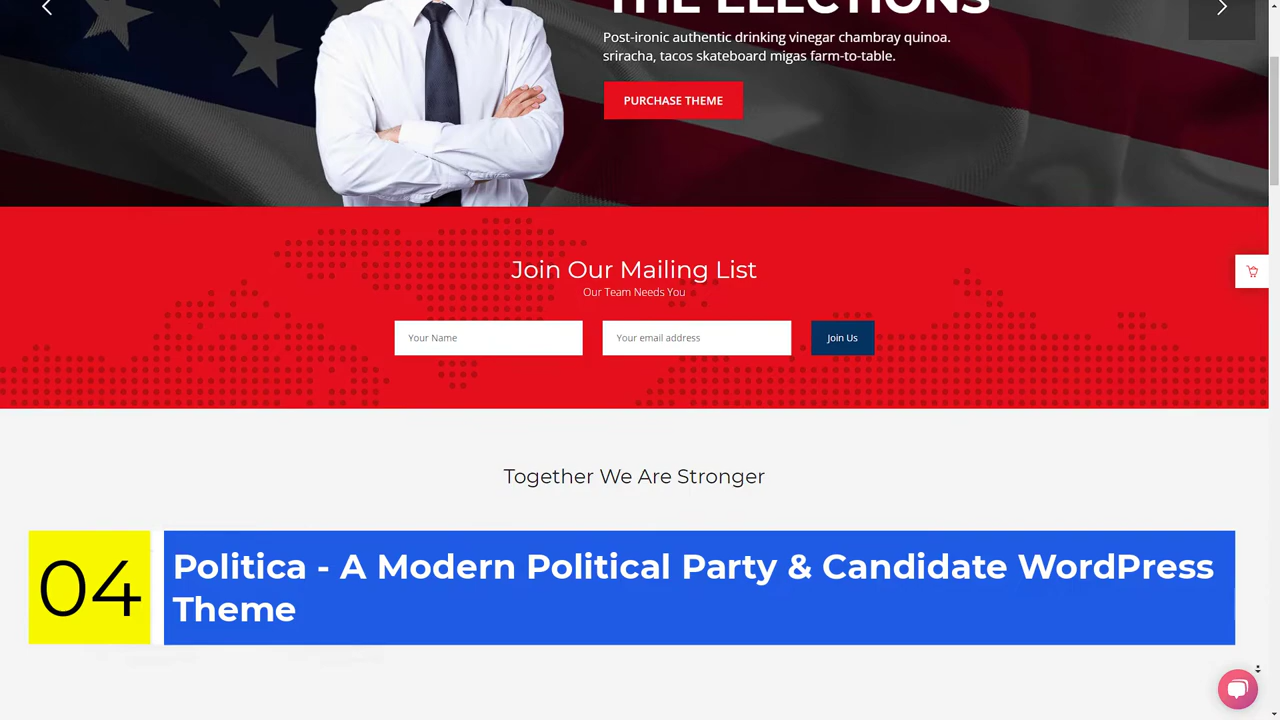 THE ELECTIONS
Post-ironic authentic drinking vinegar chambray quinoa.
sriracha, tacos skateboard migas farm-to-table.
PURCHASE THEME
Join Our Mailing List
Our Team Needs You
Your Name
Your email address
Join Us
Together We Are Stronger
04
Politica - A Modern Political Party & Candidate WordPress
Theme